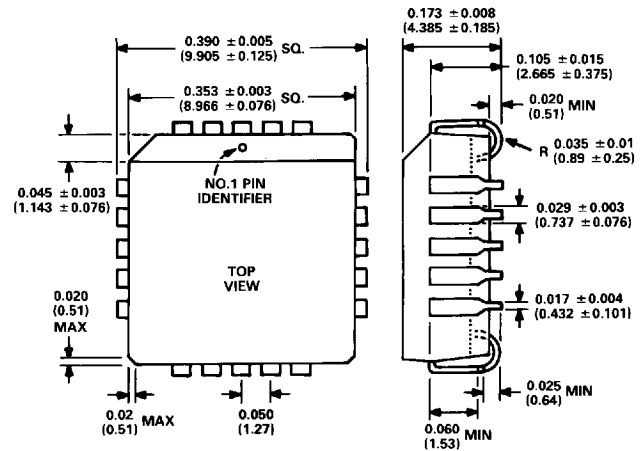 0.390 ±0.005 SQ.
(9.905 ±0.125)
0.353 ±0.003 SQ.
(8.966 ±0.076)
0.045 ±0.003
(1.143 ±0.076)
NO.1 PIN
IDENTIFIER
TOP
VIEW
0.020
(0.51)
MAX
0.02 MAX
(0.51)
0.050
(1.27)
0.173 ±0.008
(4.385 ±0.185)
0.105 ±0.015
(2.665 ±0.375)
0.020 MIN
(0.51)
R 0.035 ±0.01
(0.89 ±0.25)
0.029 ±0.003
(0.737 ±0.076)
0.017 ±0.004
(0.432 ±0.101)
0.025 MIN
(0.64)
0.060 MIN
(1.53)